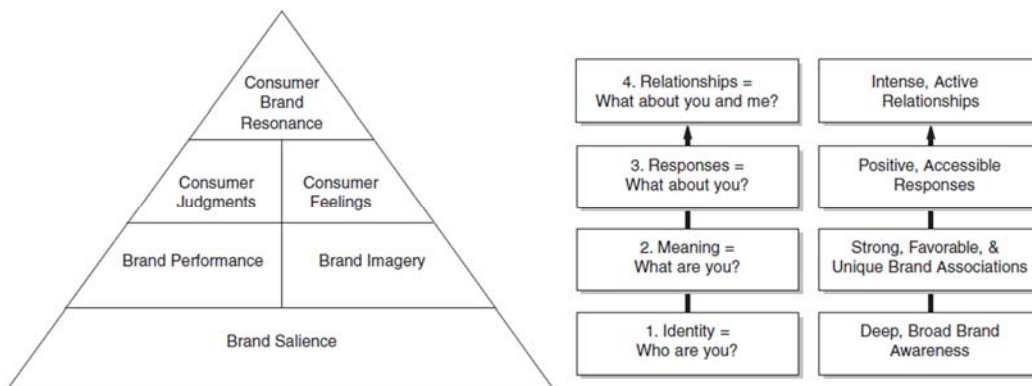 Consumer
Brand
Resonance
Consumer
Judgments
Consumer
Feelings
Brand Performance
Brand Imagery
Brand Salience
4. Relationships =
What about you and me?
3. Responses =
What about you?
2. Meaning =
What are you?
1. Identity =
Who are you?
Intense, Active
Relationships
Positive, Accessible
Responses
Strong, Favorable, &
Unique Brand Associations
Deep, Broad Brand
Awareness